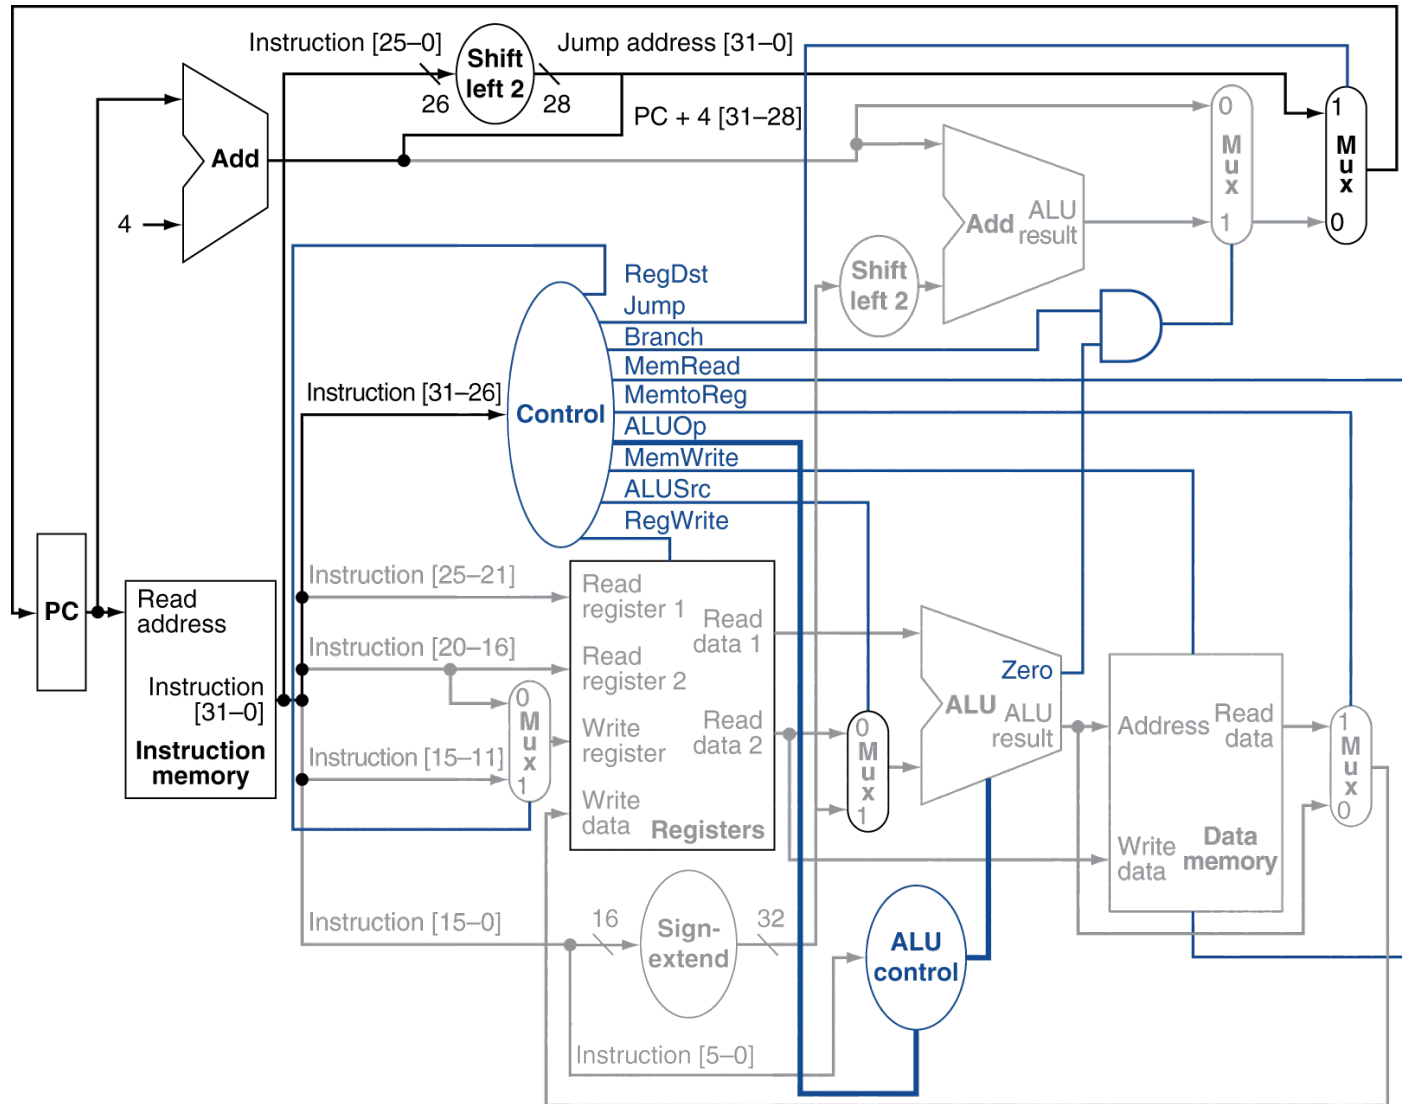 Instruction [25–0]
Shift
left 2
Jump address [31–0]
26
28
PC + 4 [31–28]
Add
4
0
M
u
x
1
1
M
u
x
0
Add
ALU
result
Shift
left 2
RegDst
Jump
Branch
MemRead
MemtoReg
ALUOp
MemWrite
ALUSrc
RegWrite
Instruction [31–26]
Control
PC
Read
address
Instruction
[31–0]
Instruction
memory
Instruction [25–21]
Instruction [20–16]
Instruction [15–11]
0
M
u
x
1
Read
register 1
Read
register 2
Write
register
Write
data
Read
data 1
Read
data 2
Registers
0
M
u
x
1
Zero
ALU
ALU
result
Address
Read
data
Write
data
Data
memory
1
M
u
x
0
Instruction [15–0]
16
Sign-
extend
32
ALU
control
Instruction [5–0]